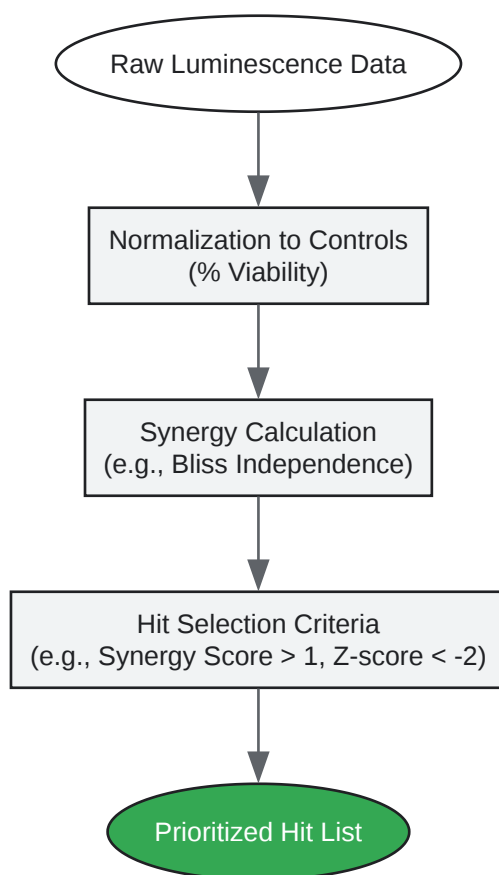 Raw Luminescence Data
Normalization to Controls
(% Viability)
Synergy Calculation
(e.g., Bliss Independence)
Hit Selection Criteria
(e.g., Synergy Score > 1, Z-score < -2)
Prioritized Hit List